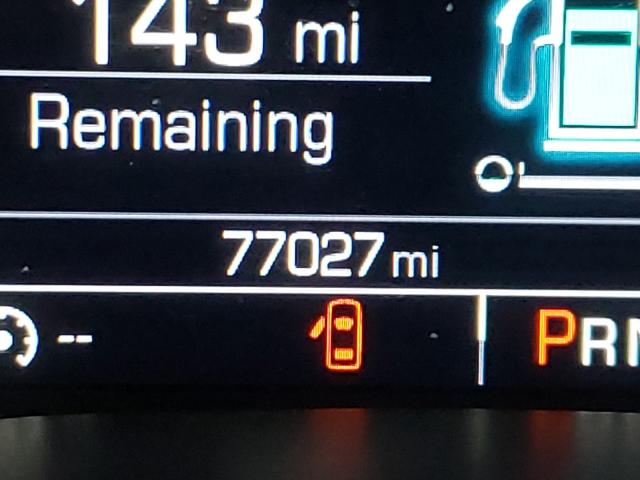 143 mi
Remaining
77027 mi
--
PRN